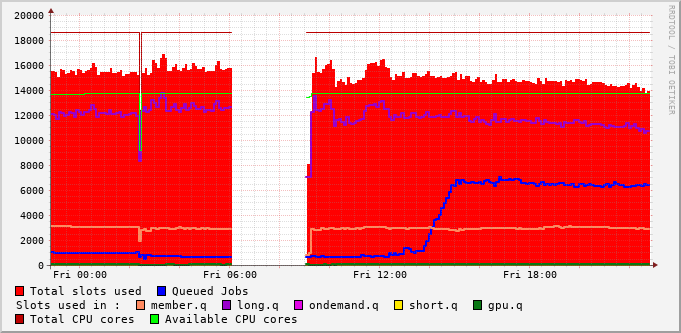 RRDTOOL / TOBI OETIKER
20000
18000
16000
14000
12000
10000
8000
6000
4000
2000
0
Fri 00:00 Fri 06:00 Fri 12:00 Fri 18:00
Total slots used Queued Jobs
Slots used in : member.q long.q ondemand.q short.q gpu.q
Total CPU cores Available CPU cores